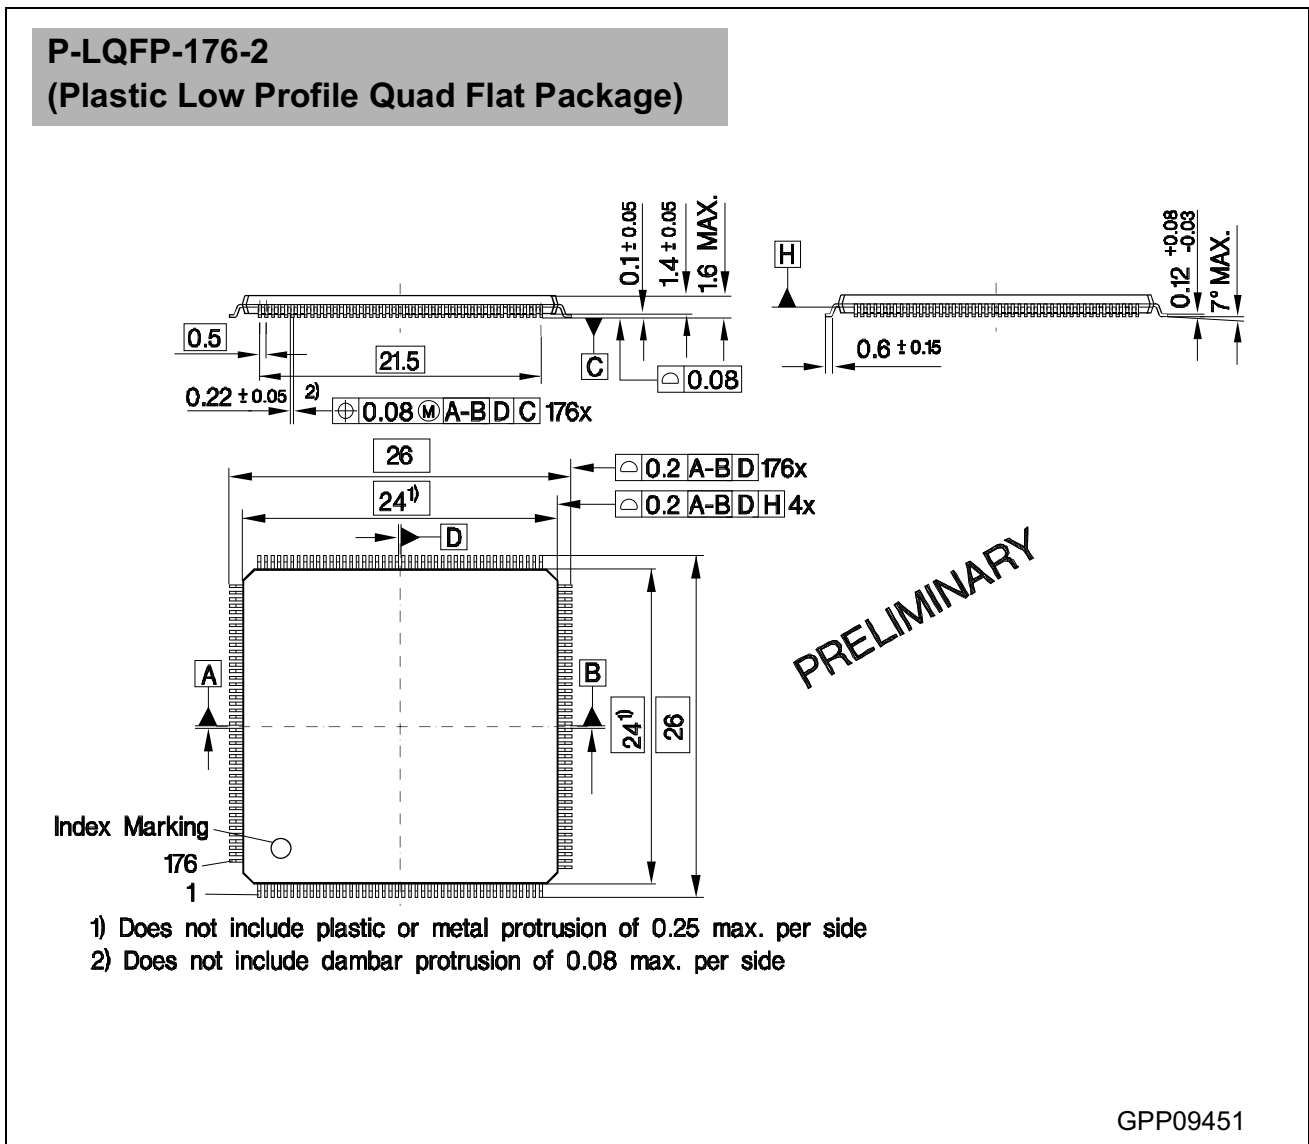 P-LQFP-176-2
(Plastic Low Profile Quad Flat Package)
0.1 ± 0.05
1.4 ± 0.05
1.6 MAX.
H
0.12 +0.08 -0.03
7° MAX.
0.5
21.5
C
⌓ 0.08
0.6 ± 0.15
0.22 ± 0.05 2)
⌖ 0.08 Ⓜ A-B D C 176x
26
⌓ 0.2 A-B D 176x
24 1)
⌓ 0.2 A-B D H 4x
D
PRELIMINARY
A
B
24 1)
26
Index Marking
176
1
1) Does not include plastic or metal protrusion of 0.25 max. per side
2) Does not include dambar protrusion of 0.08 max. per side
GPP09451